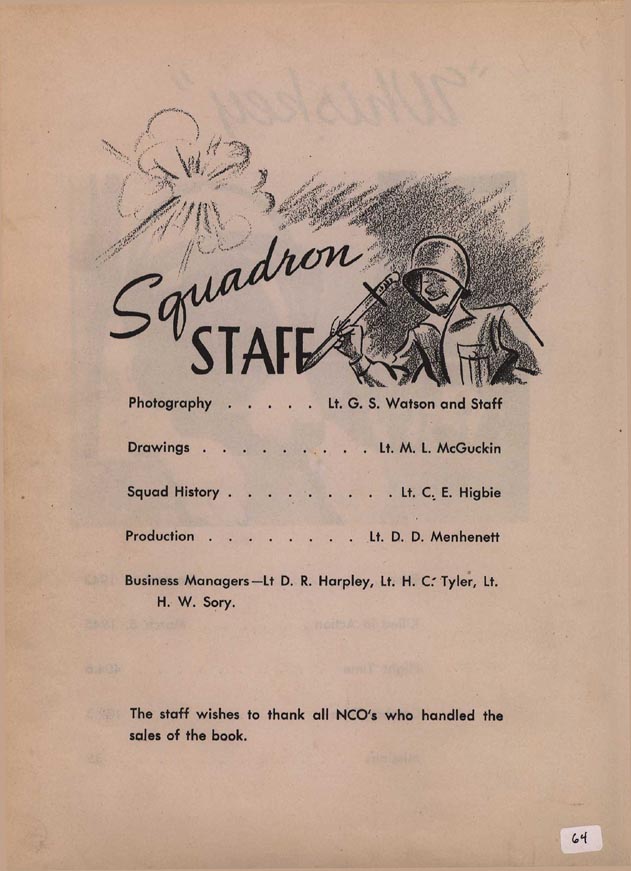 Squadron
STAFF
Photography . . . . . Lt. G. S. Watson and Staff
Drawings . . . . . . . . . Lt. M. L. McGuckin
Squad History . . . . . . . . . Lt. C. E. Higbie
Production . . . . . . . . Lt. D. D. Menhenett
Business Managers—Lt D. R. Harpley, Lt. H. C. Tyler, Lt.
H. W. Sory.
The staff wishes to thank all NCO's who handled the
sales of the book.
64